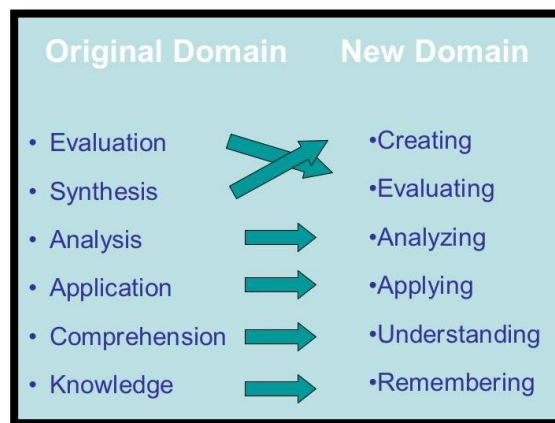 Original Domain New Domain
• Evaluation •Creating
• Synthesis •Evaluating
• Analysis •Analyzing
• Application •Applying
• Comprehension •Understanding
• Knowledge •Remembering